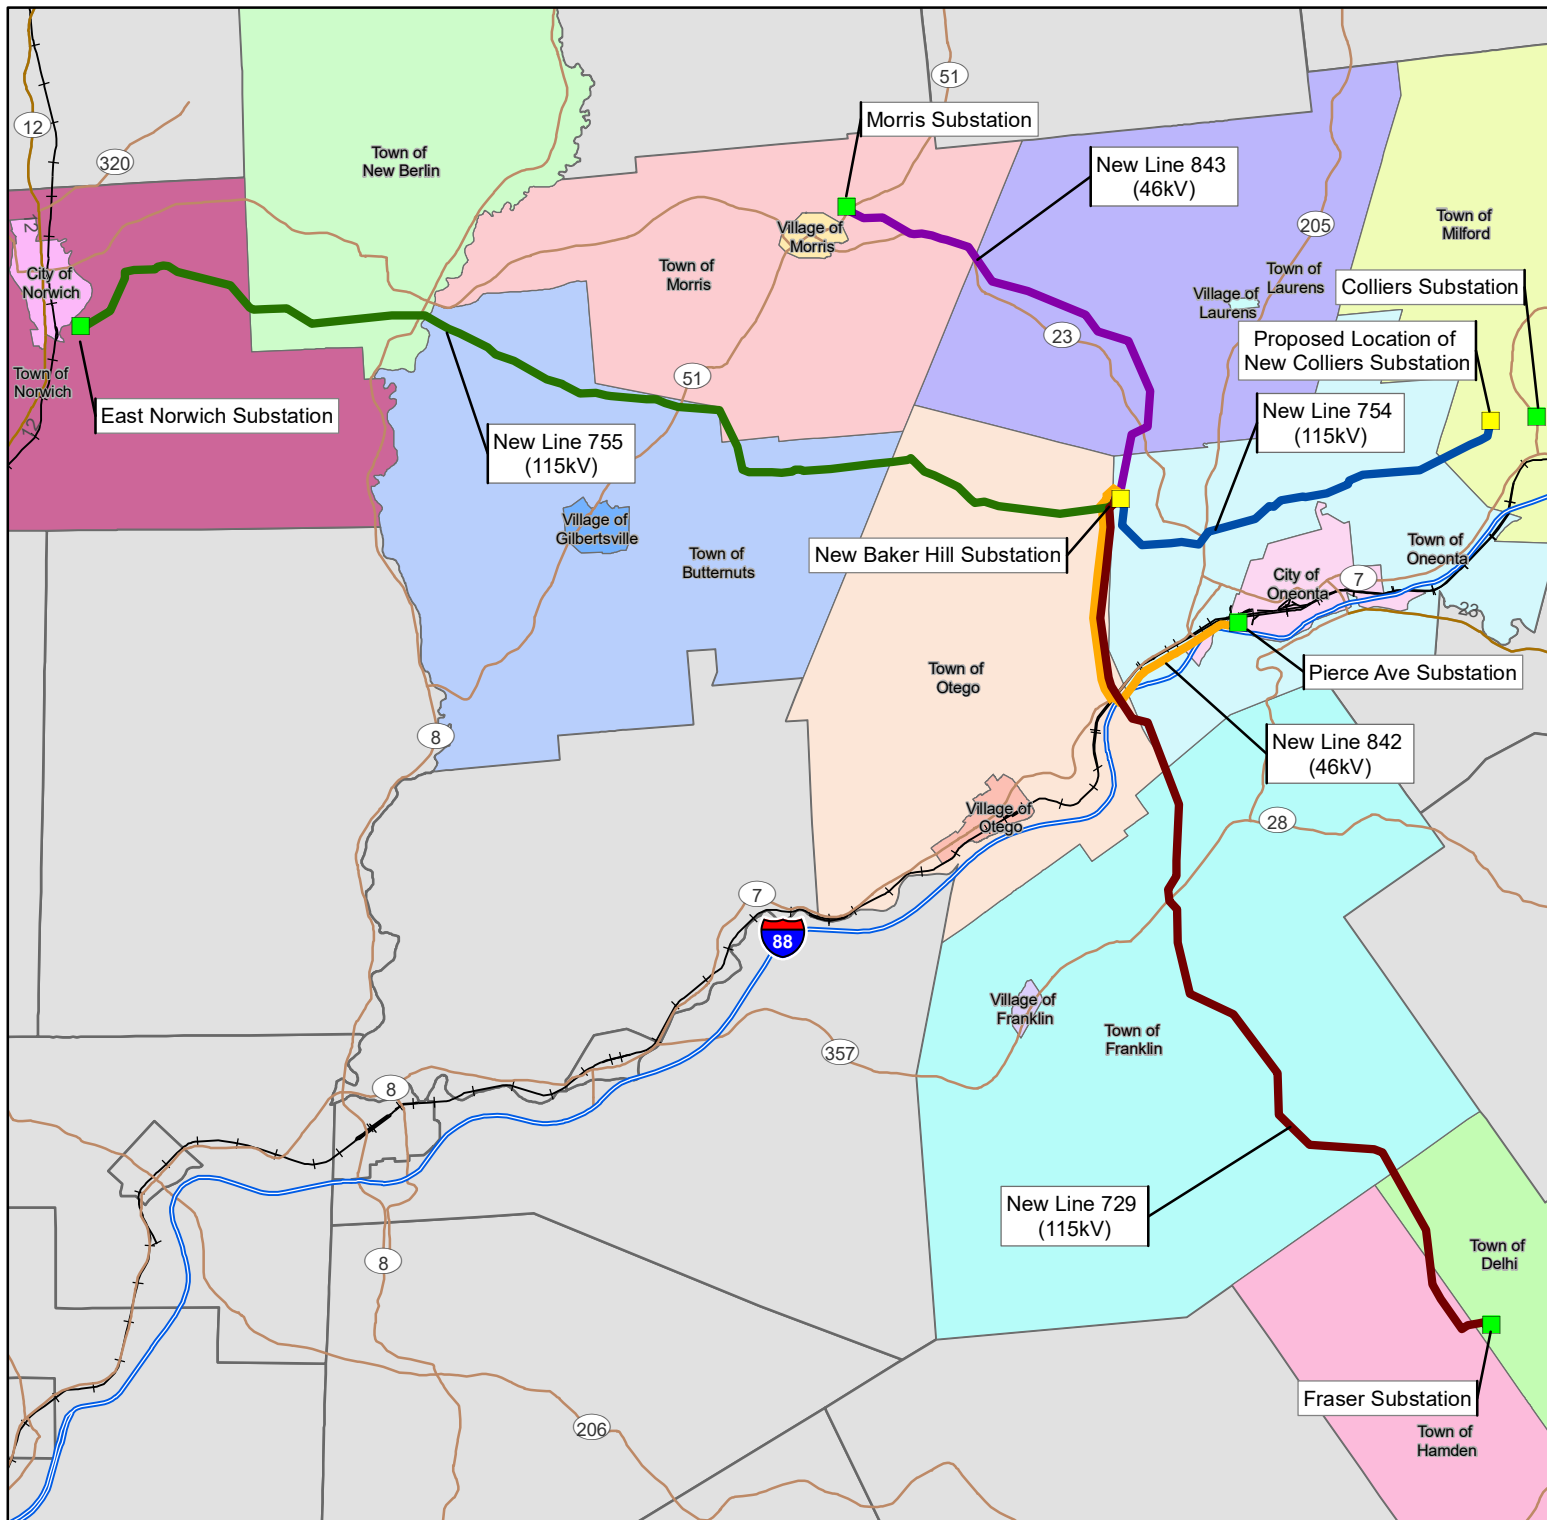 51
Morris Substation
12
320
Town of
New Berlin
New Line 843
(46kV)
Village of
Morris
205
Town of
Milford
12
City of
Norwich
Town of
Morris
Town of
Laurens
Village of
Laurens
Colliers Substation
23
Proposed Location of
New Colliers Substation
Town of
Norwich
51
East Norwich Substation
12
New Line 755
(115kV)
New Line 754
(115kV)
Village of
Gilbertsville
Town of
Butternuts
New Baker Hill Substation
Town of
Oneonta
City of
Oneonta
7
23
Town of
Otego
Pierce Ave Substation
8
New Line 842
(46kV)
Village of
Otego
28
7
88
Village of
Franklin
Town of
Franklin
357
8
New Line 729
(115kV)
8
Town of
Delhi
Fraser Substation
206
Town of
Hamden